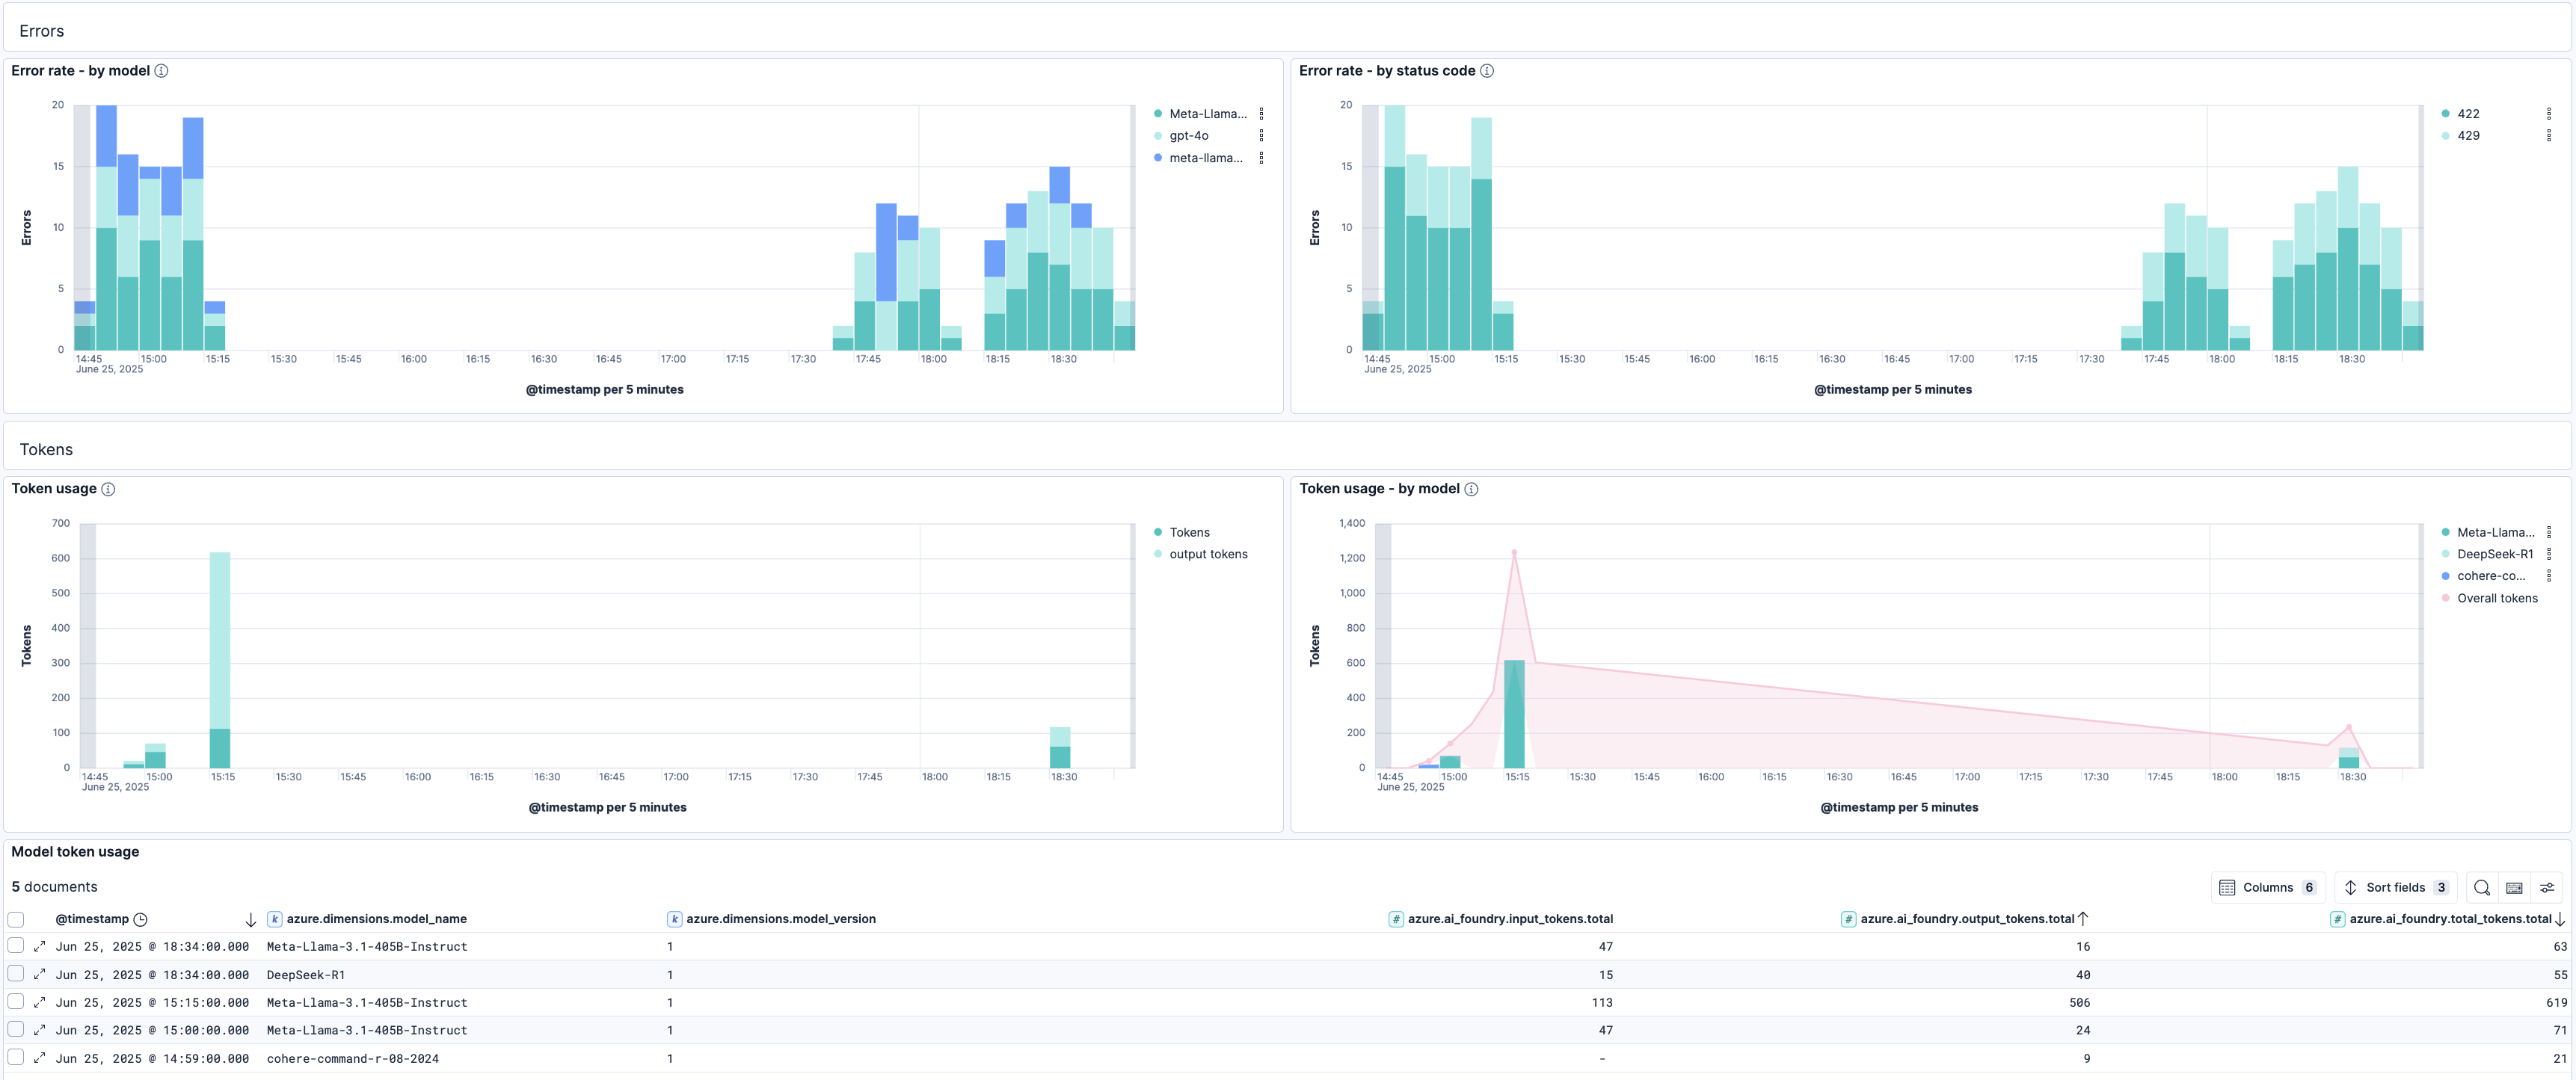 Errors
Error rate - by model
20
15
10
5
0
Errors
14:45 15:00 15:15 15:30 15:45 16:00 16:15 16:30 16:45 17:00 17:15 17:30 17:45 18:00 18:15 18:30
June 25, 2025
@timestamp per 5 minutes
Meta-Llama...
gpt-4o
meta-llama...
Error rate - by status code
20
15
10
5
0
Errors
14:45 15:00 15:15 15:30 15:45 16:00 16:15 16:30 16:45 17:00 17:15 17:30 17:45 18:00 18:15 18:30
June 25, 2025
@timestamp per 5 minutes
422
429
Tokens
Token usage
700
600
500
400
300
200
100
0
Tokens
14:45 15:00 15:15 15:30 15:45 16:00 16:15 16:30 16:45 17:00 17:15 17:30 17:45 18:00 18:15 18:30
June 25, 2025
@timestamp per 5 minutes
Tokens
output tokens
Token usage - by model
1,400
1,200
1,000
800
600
400
200
0
Tokens
14:45 15:00 15:15 15:30 15:45 16:00 16:15 16:30 16:45 17:00 17:15 17:30 17:45 18:00 18:15 18:30
June 25, 2025
@timestamp per 5 minutes
Meta-Llama...
DeepSeek-R1
cohere-co...
Overall tokens
Model token usage
5 documents
Columns 6 Sort fields 3
@timestamp k azure.dimensions.model_name k azure.dimensions.model_version # azure.ai_foundry.input_tokens.total # azure.ai_foundry.output_tokens.total # azure.ai_foundry.total_tokens.total
Jun 25, 2025 @ 18:34:00.000 Meta-Llama-3.1-405B-Instruct 1 47 16 63
Jun 25, 2025 @ 18:34:00.000 DeepSeek-R1 1 15 40 55
Jun 25, 2025 @ 15:15:00.000 Meta-Llama-3.1-405B-Instruct 1 113 506 619
Jun 25, 2025 @ 15:00:00.000 Meta-Llama-3.1-405B-Instruct 1 47 24 71
Jun 25, 2025 @ 14:59:00.000 cohere-command-r-08-2024 1 - 9 21